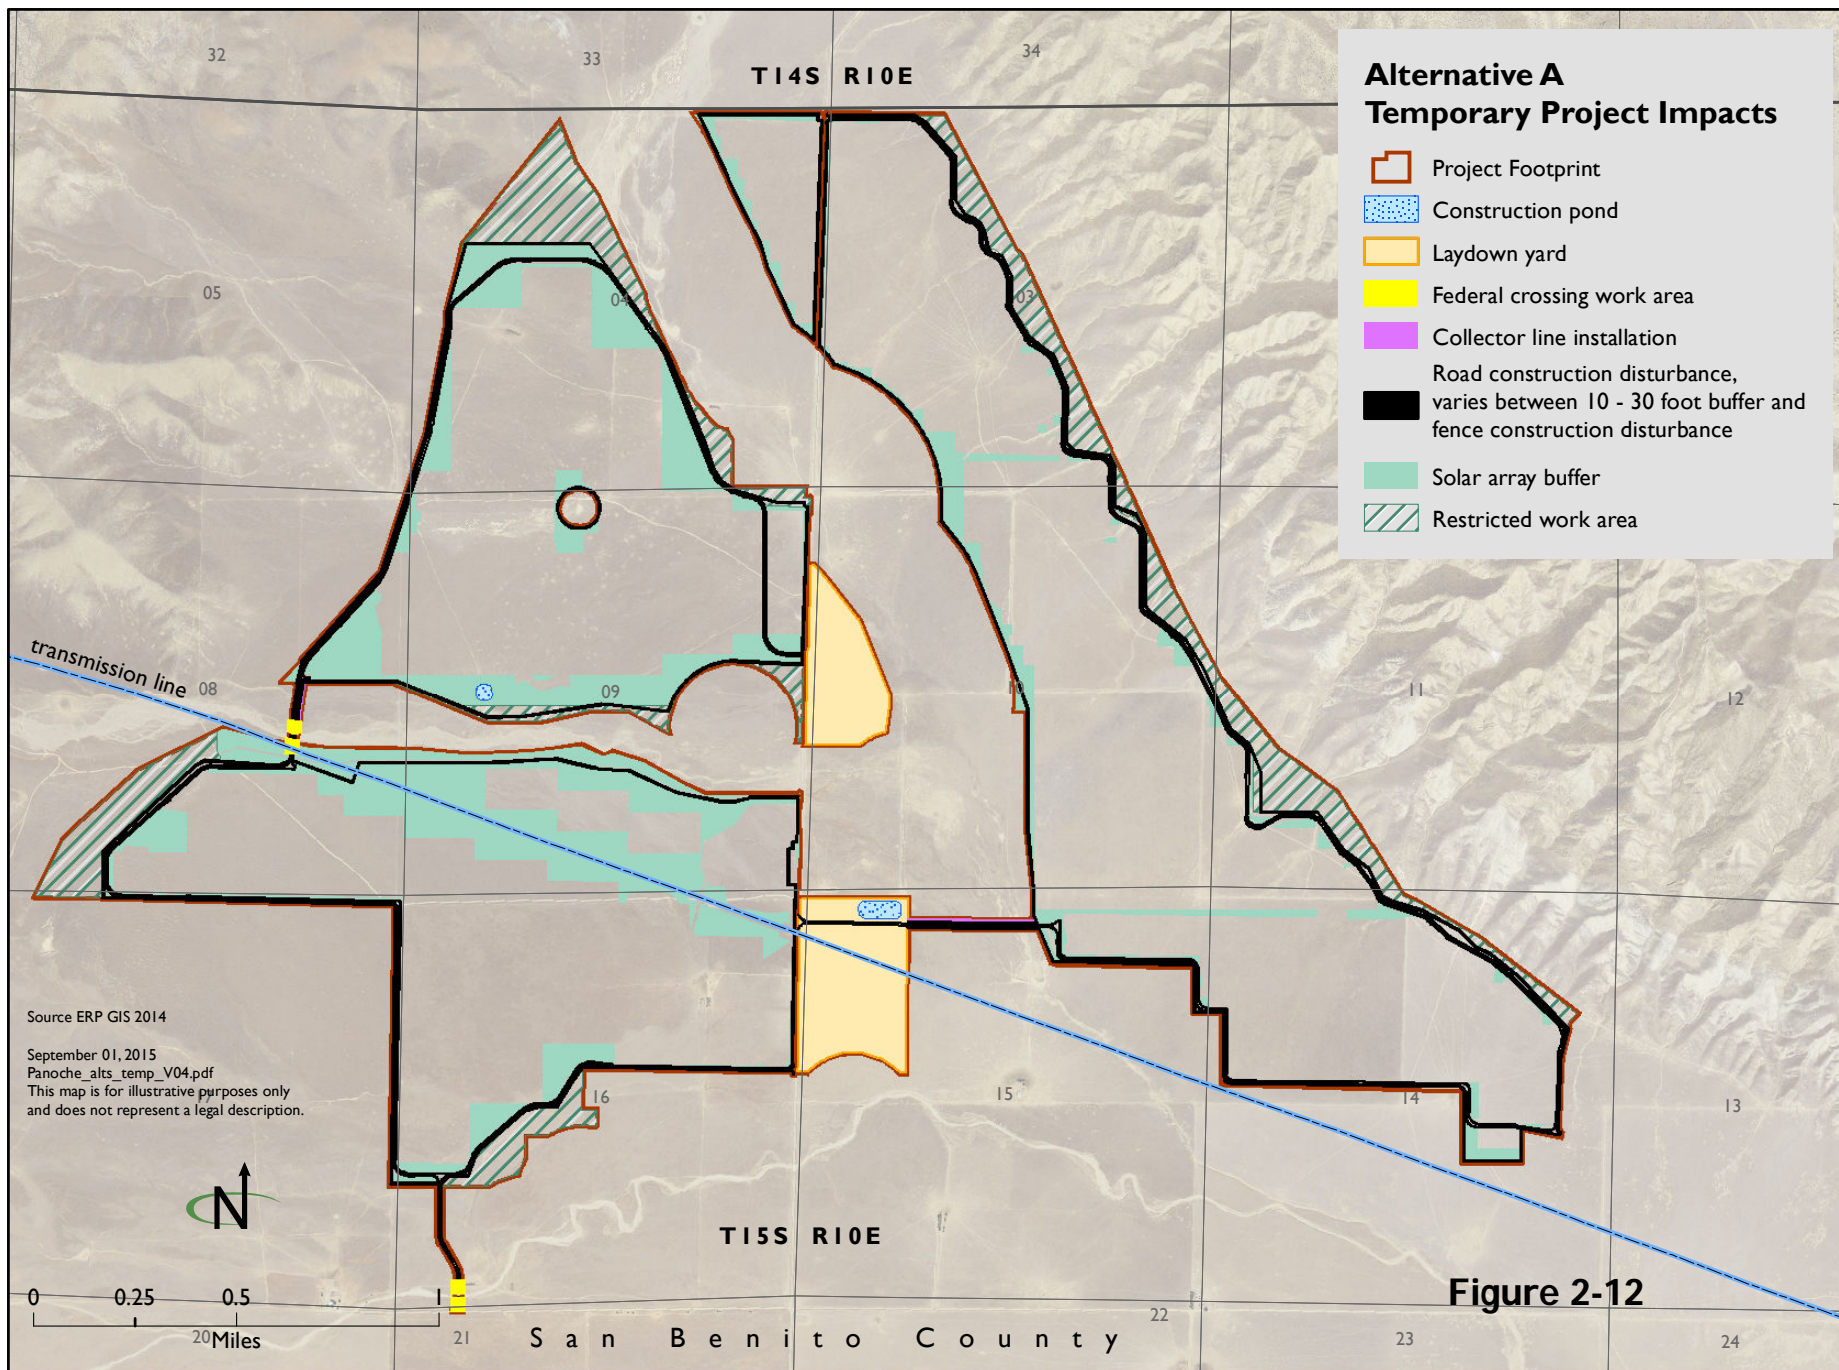 32
33
34
T14S R10E
Alternative A
Temporary Project Impacts
Project Footprint
Construction pond
Laydown yard
Federal crossing work area
Collector line installation
Road construction disturbance,
varies between 10 - 30 foot buffer and
fence construction disturbance
Solar array buffer
Restricted work area
05
04
03
transmission line
08
09
10
11
12
Source ERP GIS 2014
September 01, 2015
Panoche_alts_temp_V04.pdf
This map is for illustrative purposes only
and does not represent a legal description.
17
16
15
14
13
N
T15S R10E
Figure 2-12
0 0.25 0.5 1
Miles
20
21
22
23
24
San Benito County